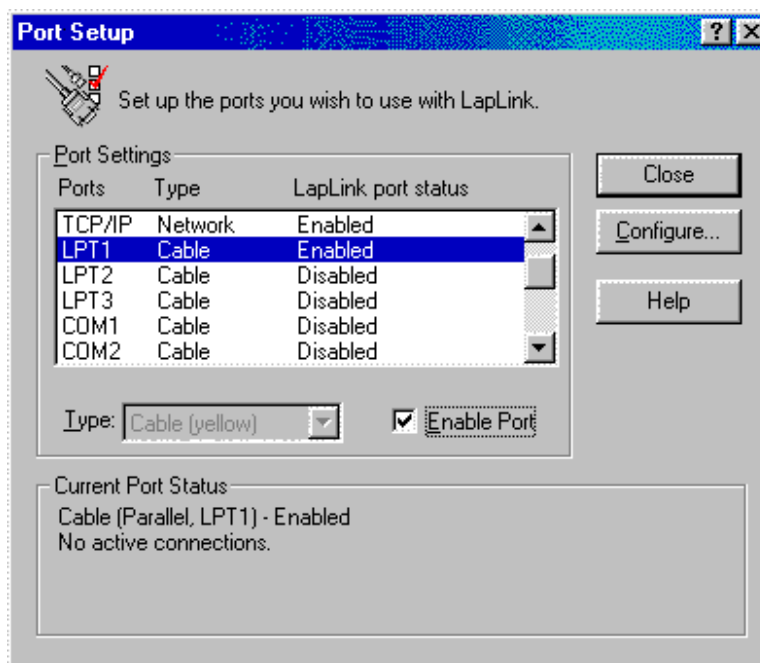 Port Setup
Set up the ports you wish to use with LapLink.
Port Settings
Ports Type LapLink port status
TCP/IP Network Enabled
LPT1 Cable Enabled
LPT2 Cable Disabled
LPT3 Cable Disabled
COM1 Cable Disabled
COM2 Cable Disabled
Type: Cable (yellow) Enable Port
Close
Configure...
Help
Current Port Status
Cable (Parallel, LPT1) - Enabled
No active connections.